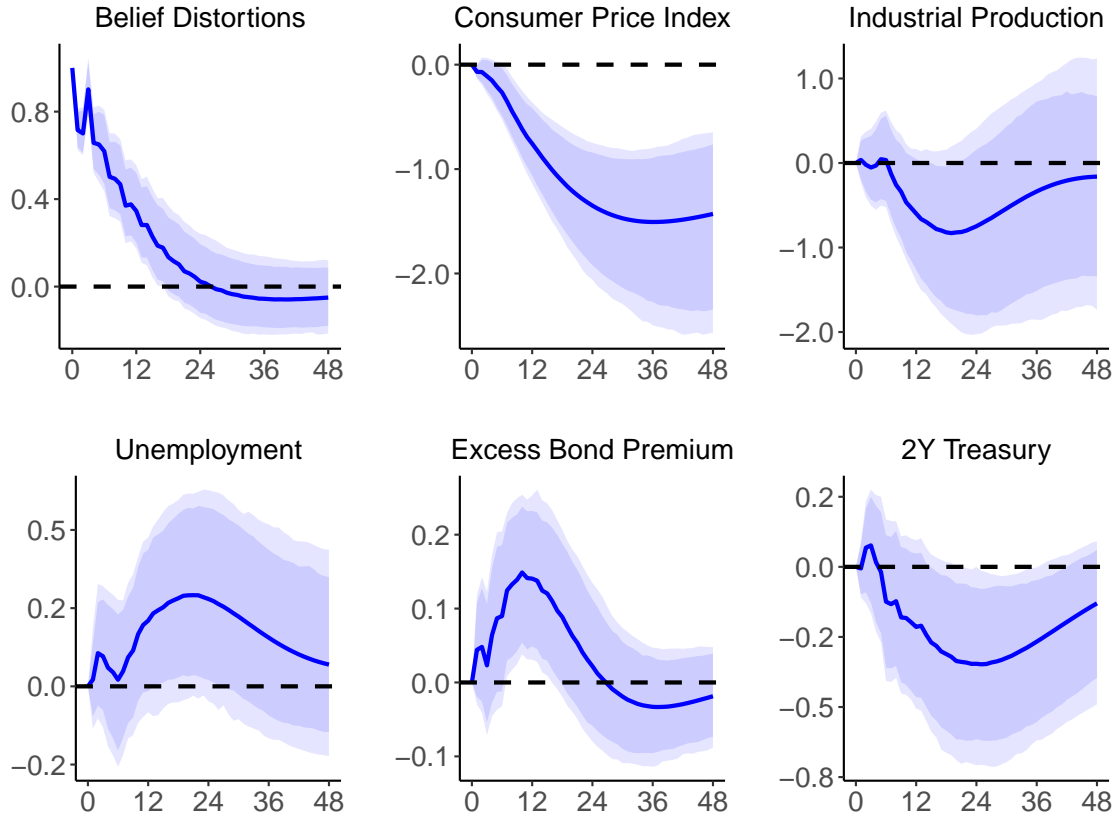 Belief Distortions Consumer Price Index Industrial Production
0.8
0.4
0.0
0 12 24 36 48
0.0
−1.0
−2.0
0 12 24 36 48
1.0
0.0
−1.0
−2.0
0 12 24 36 48
Unemployment Excess Bond Premium 2Y Treasury
0.5
0.2
0.0
−0.2
0 12 24 36 48
0.2
0.1
0.0
−0.1
0 12 24 36 48
0.2
0.0
−0.2
−0.5
−0.8
0 12 24 36 48